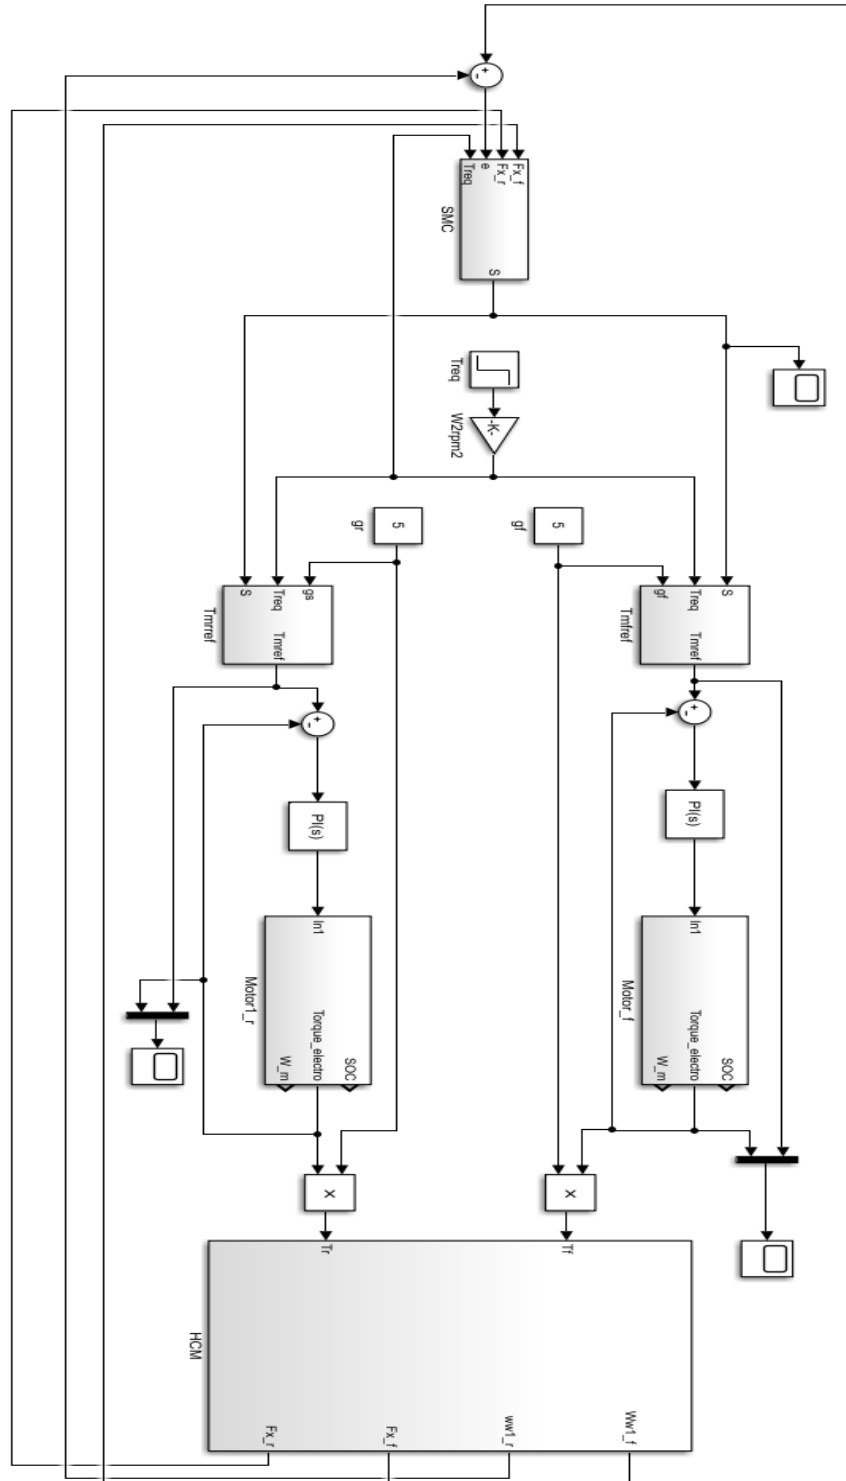 +
-
Fx_f
Fx_r
e
Treq
SMC
S
Treq
-K-
W2rpm2
5
gr
5
gf
gs
Treq
S
Tmref
Tmrref
S
Treq
gf
Tmref
Tmfref
+
-
+
-
PI(s)
PI(s)
In1
Motor1_r
Torque_electro
W_m
SOC
In1
Motor_f
Torque_electro
W_m
SOC
X
X
Tr
Tf
HCM
Fx_r
Fx_f
ww1_r
Ww1_f